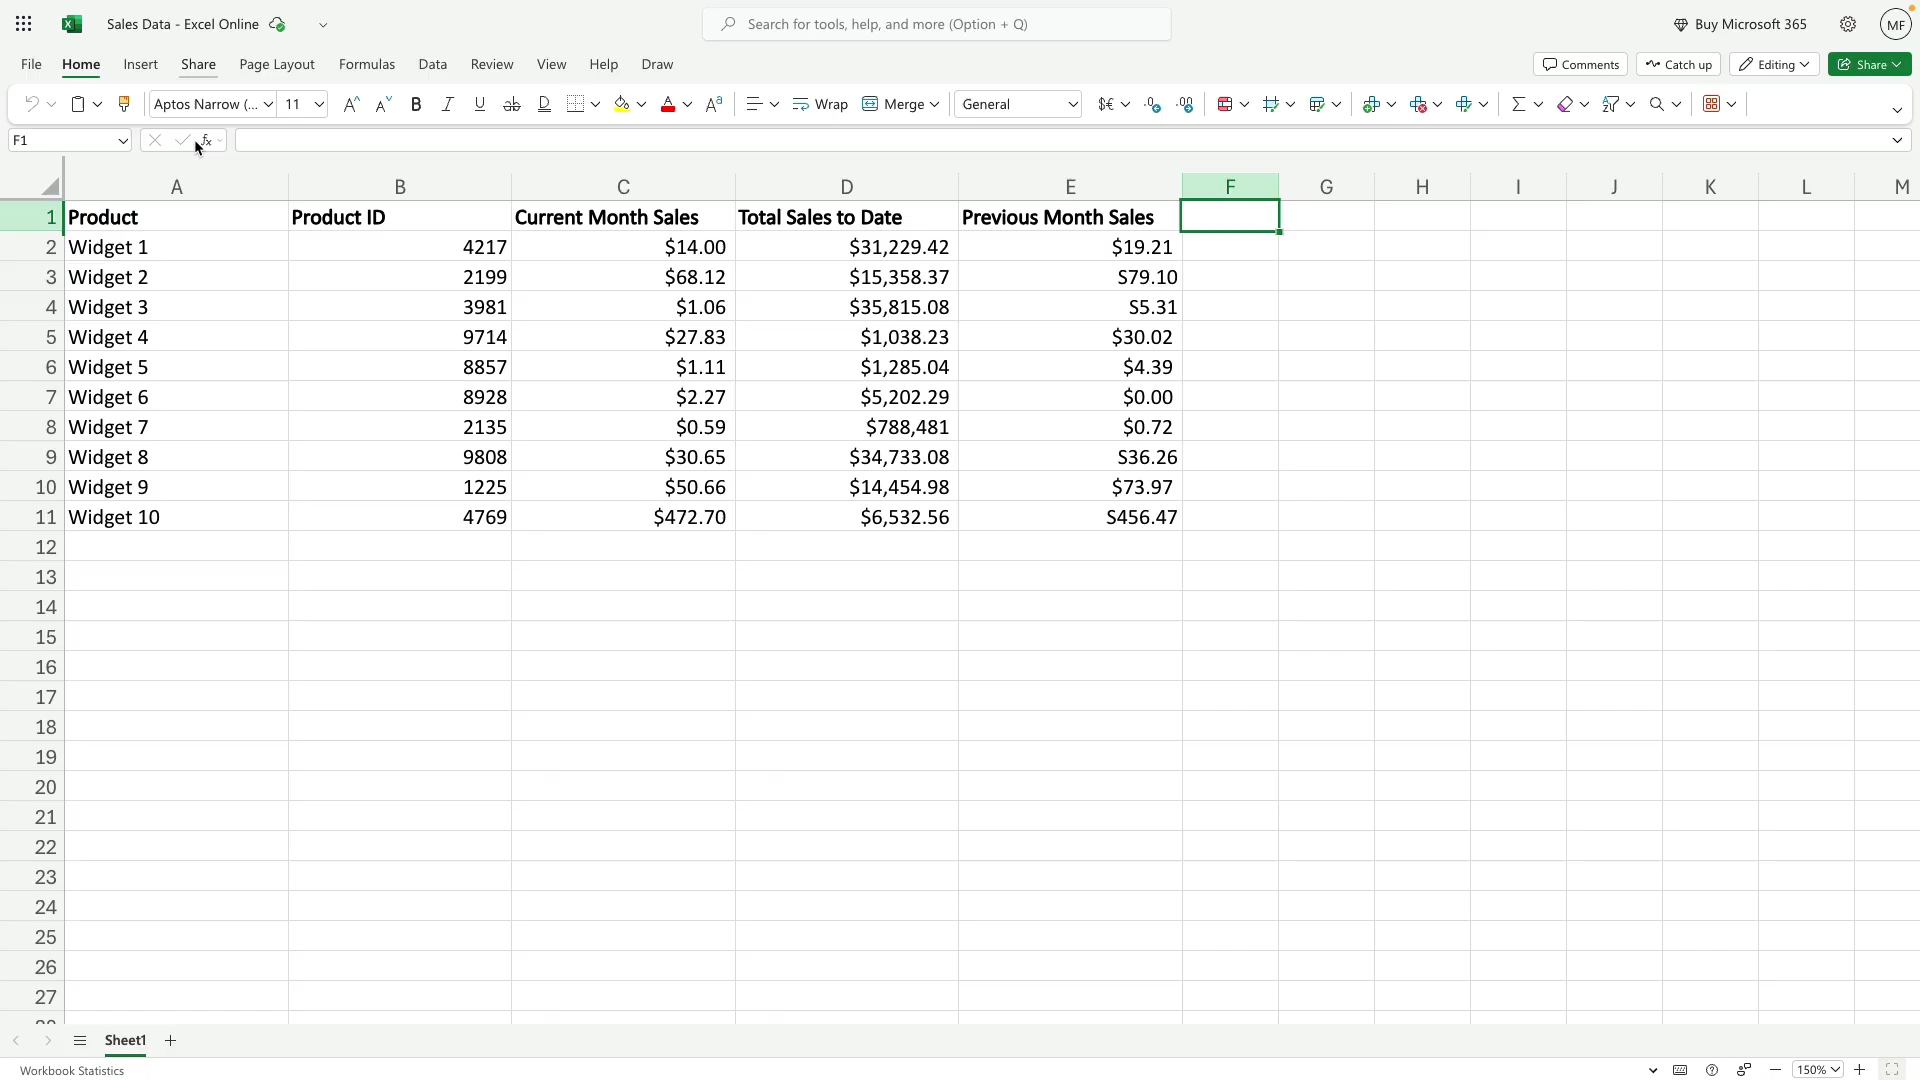 Sales Data - Excel Online
Search for tools, help, and more (Option + Q)
Buy Microsoft 365
MF
File Home Insert Share Page Layout Formulas Data Review View Help Draw
Comments Catch up Editing Share
Aptos Narrow (... 11 Wrap Merge General
F1
A B C D E F G H I J K L M
1 Product Product ID Current Month Sales Total Sales to Date Previous Month Sales
2 Widget 1 4217 $14.00 $31,229.42 $19.21
3 Widget 2 2199 $68.12 $15,358.37 S79.10
4 Widget 3 3981 $1.06 $35,815.08 S5.31
5 Widget 4 9714 $27.83 $1,038.23 $30.02
6 Widget 5 8857 $1.11 $1,285.04 $4.39
7 Widget 6 8928 $2.27 $5,202.29 $0.00
8 Widget 7 2135 $0.59 $788,481 $0.72
9 Widget 8 9808 $30.65 $34,733.08 S36.26
10 Widget 9 1225 $50.66 $14,454.98 $73.97
11 Widget 10 4769 $472.70 $6,532.56 S456.47
12
13
14
15
16
17
18
19
20
21
22
23
24
25
26
27
Sheet1
Workbook Statistics
150%